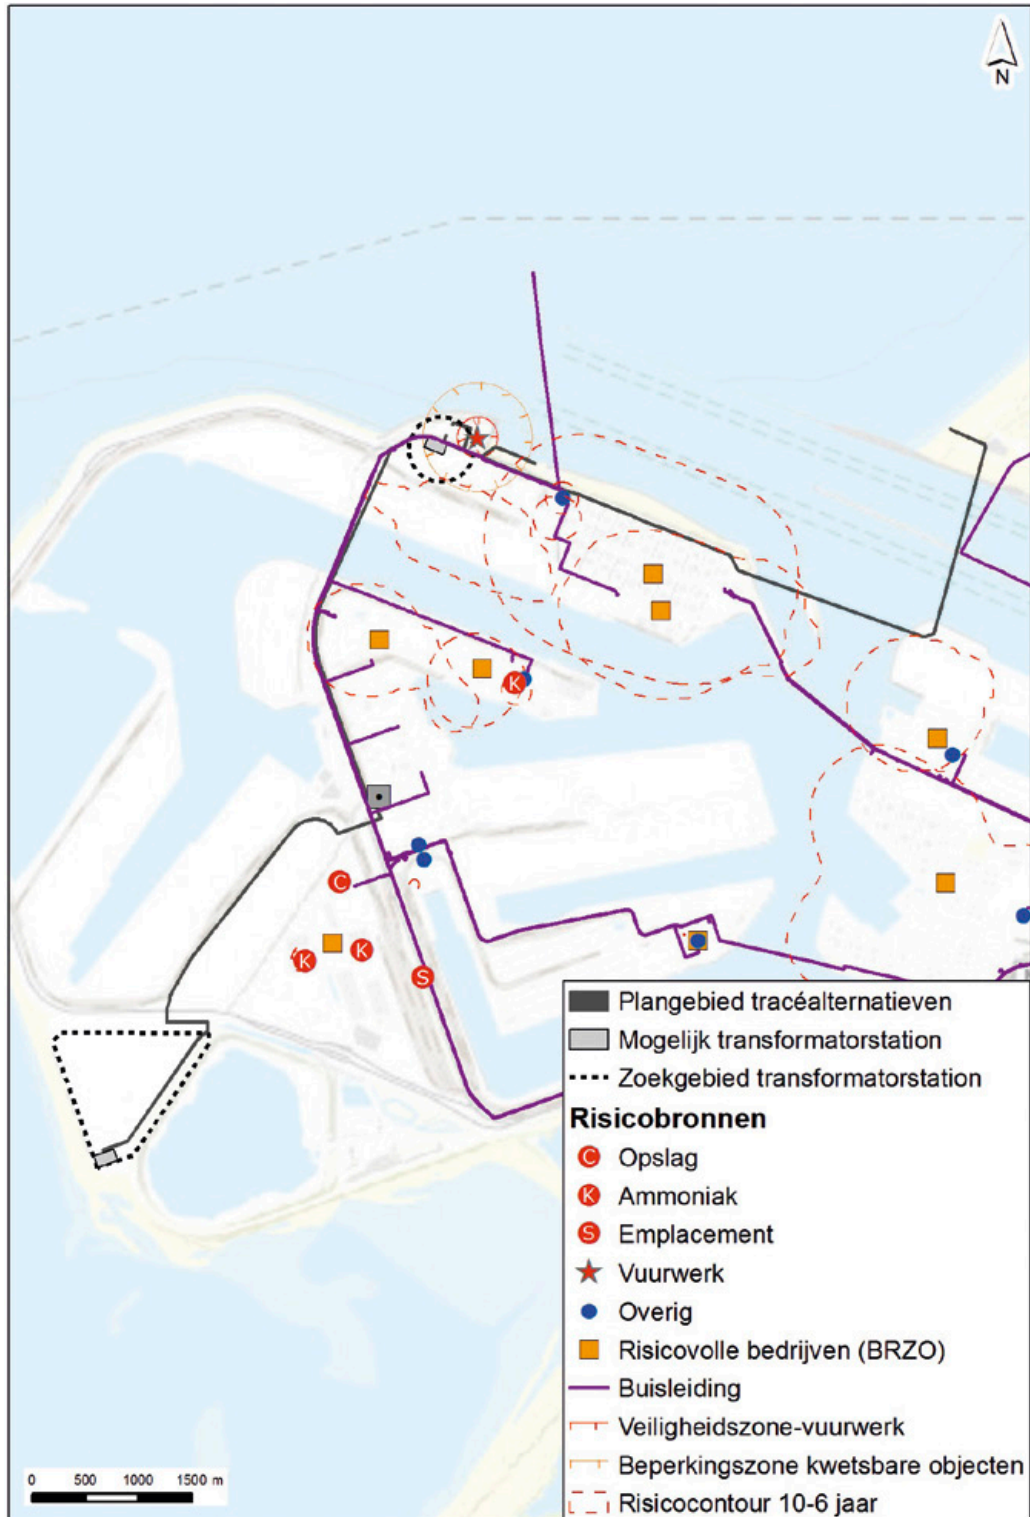 N
K
C
K
K
S
Plangebied tracéalternatieven
Mogelijk transformatorstation
Zoekgebied transformatorstation
Risicobronnen
C Opslag
K Ammoniak
S Emplacement
Vuurwerk
Overig
Risicovolle bedrijven (BRZO)
Buisleiding
Veiligheidszone-vuurwerk
Beperkingszone kwetsbare objecten
Risicocontour 10-6 jaar
0 500 1000 1500 m